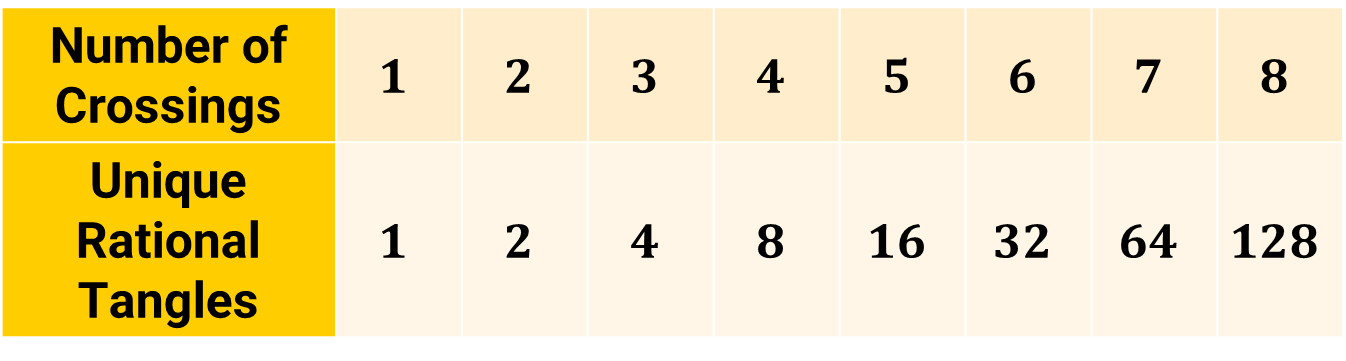 Number of Crossings 1 2 3 4 5 6 7 8
Unique Rational Tangles 1 2 4 8 16 32 64 128